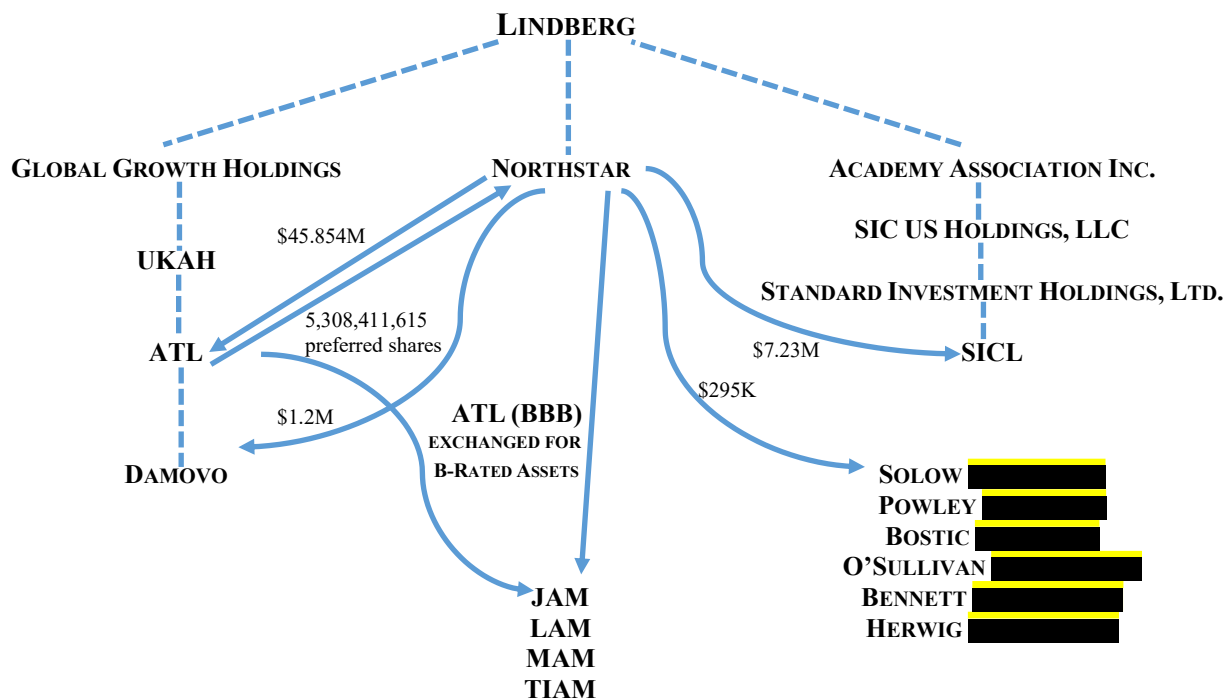 LINDBERG
GLOBAL GROWTH HOLDINGS
NORTHSTAR
ACADEMY ASSOCIATION INC.
$45.854M
SIC US HOLDINGS, LLC
UKAH
STANDARD INVESTMENT HOLDINGS, LTD.
5,308,411,615
preferred shares
ATL
$7.23M
SICL
$295K
$1.2M
ATL (BBB)
EXCHANGED FOR
B-RATED ASSETS
DAMOVO
SOLOW
POWLEY
BOSTIC
O'SULLIVAN
BENNETT
HERWIG
JAM
LAM
MAM
TIAM